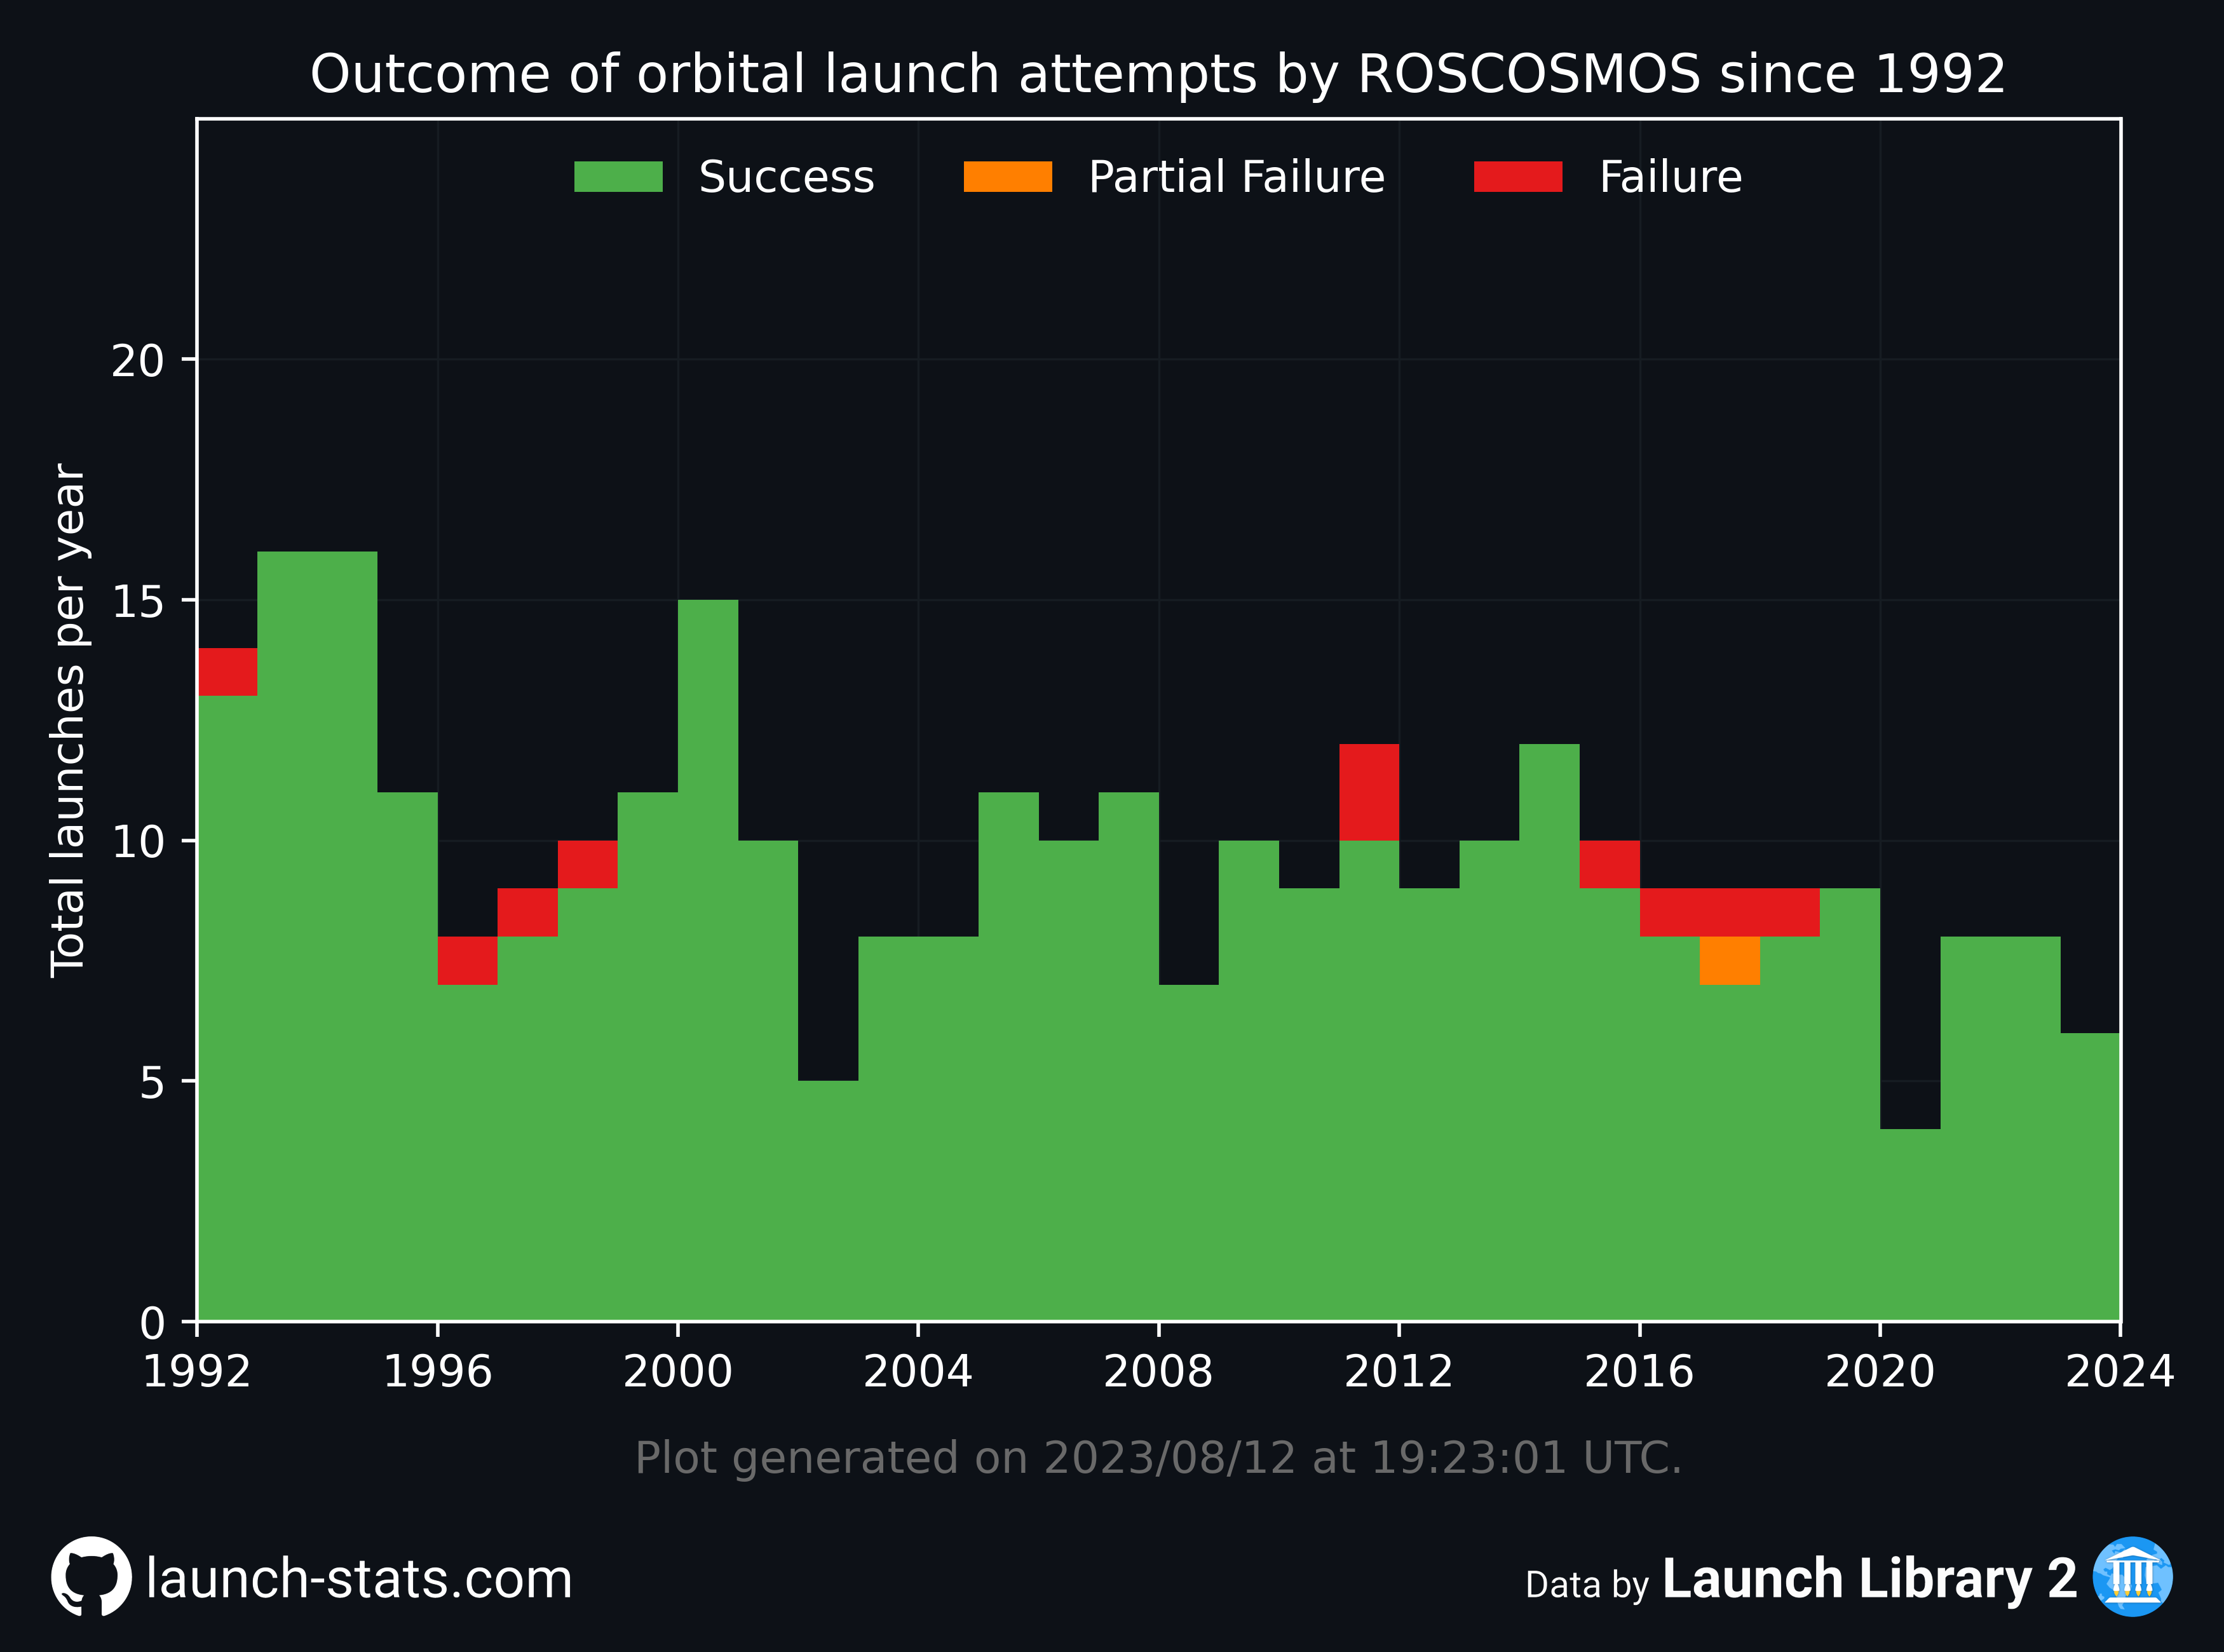 Outcome of orbital launch attempts by ROSCOSMOS since 1992
Success
Partial Failure
Failure
Total launches per year
20
15
10
5
0
1992
1996
2000
2004
2008
2012
2016
2020
2024
Plot generated on 2023/08/12 at 19:23:01 UTC.
launch-stats.com
Data by Launch Library 2